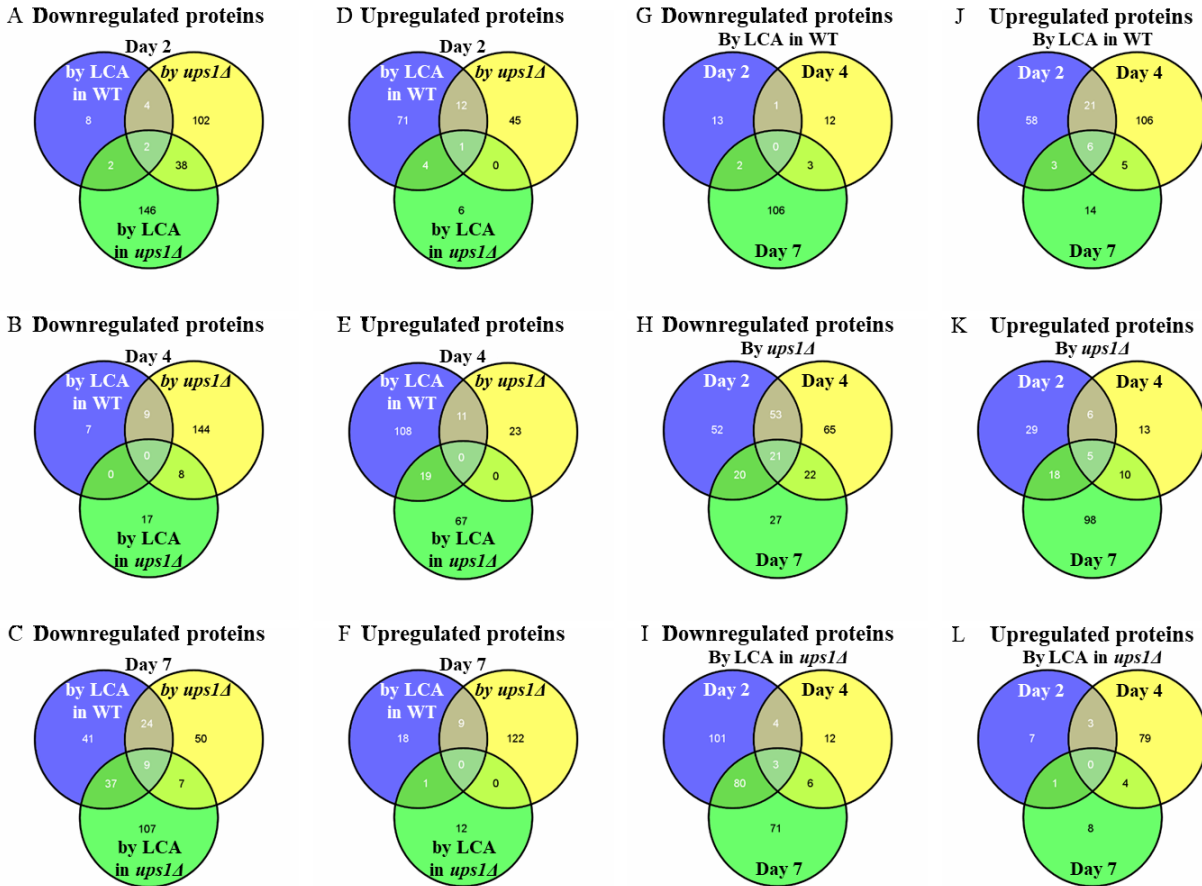 A Downregulated proteins
Day 2
by LCA
in WT
by ups1Δ
4
8
102
2
2
38
146
by LCA
in ups1Δ
D Upregulated proteins
Day 2
by LCA
in WT
by ups1Δ
12
71
45
1
4
0
6
by LCA
in ups1Δ
G Downregulated proteins
By LCA in WT
Day 2
Day 4
1
13
12
0
2
3
106
Day 7
J Upregulated proteins
By LCA in WT
Day 2
Day 4
21
58
106
6
3
5
14
Day 7
B Downregulated proteins
Day 4
by LCA
in WT
by ups1Δ
9
7
144
0
0
8
17
by LCA
in ups1Δ
E Upregulated proteins
Day 4
by LCA
in WT
by ups1Δ
11
108
23
0
19
0
67
by LCA
in ups1Δ
H Downregulated proteins
By ups1Δ
Day 2
Day 4
53
52
65
21
20
22
27
Day 7
K Upregulated proteins
By ups1Δ
Day 2
Day 4
6
29
13
5
18
10
98
Day 7
C Downregulated proteins
Day 7
by LCA
in WT
by ups1Δ
24
41
50
9
37
7
107
by LCA
in ups1Δ
F Upregulated proteins
Day 7
by LCA
in WT
by ups1Δ
9
18
122
0
1
0
12
by LCA
in ups1Δ
I Downregulated proteins
By LCA in ups1Δ
Day 2
Day 4
4
101
12
3
80
6
71
Day 7
L Upregulated proteins
By LCA in ups1Δ
Day 2
Day 4
3
7
79
0
1
4
8
Day 7